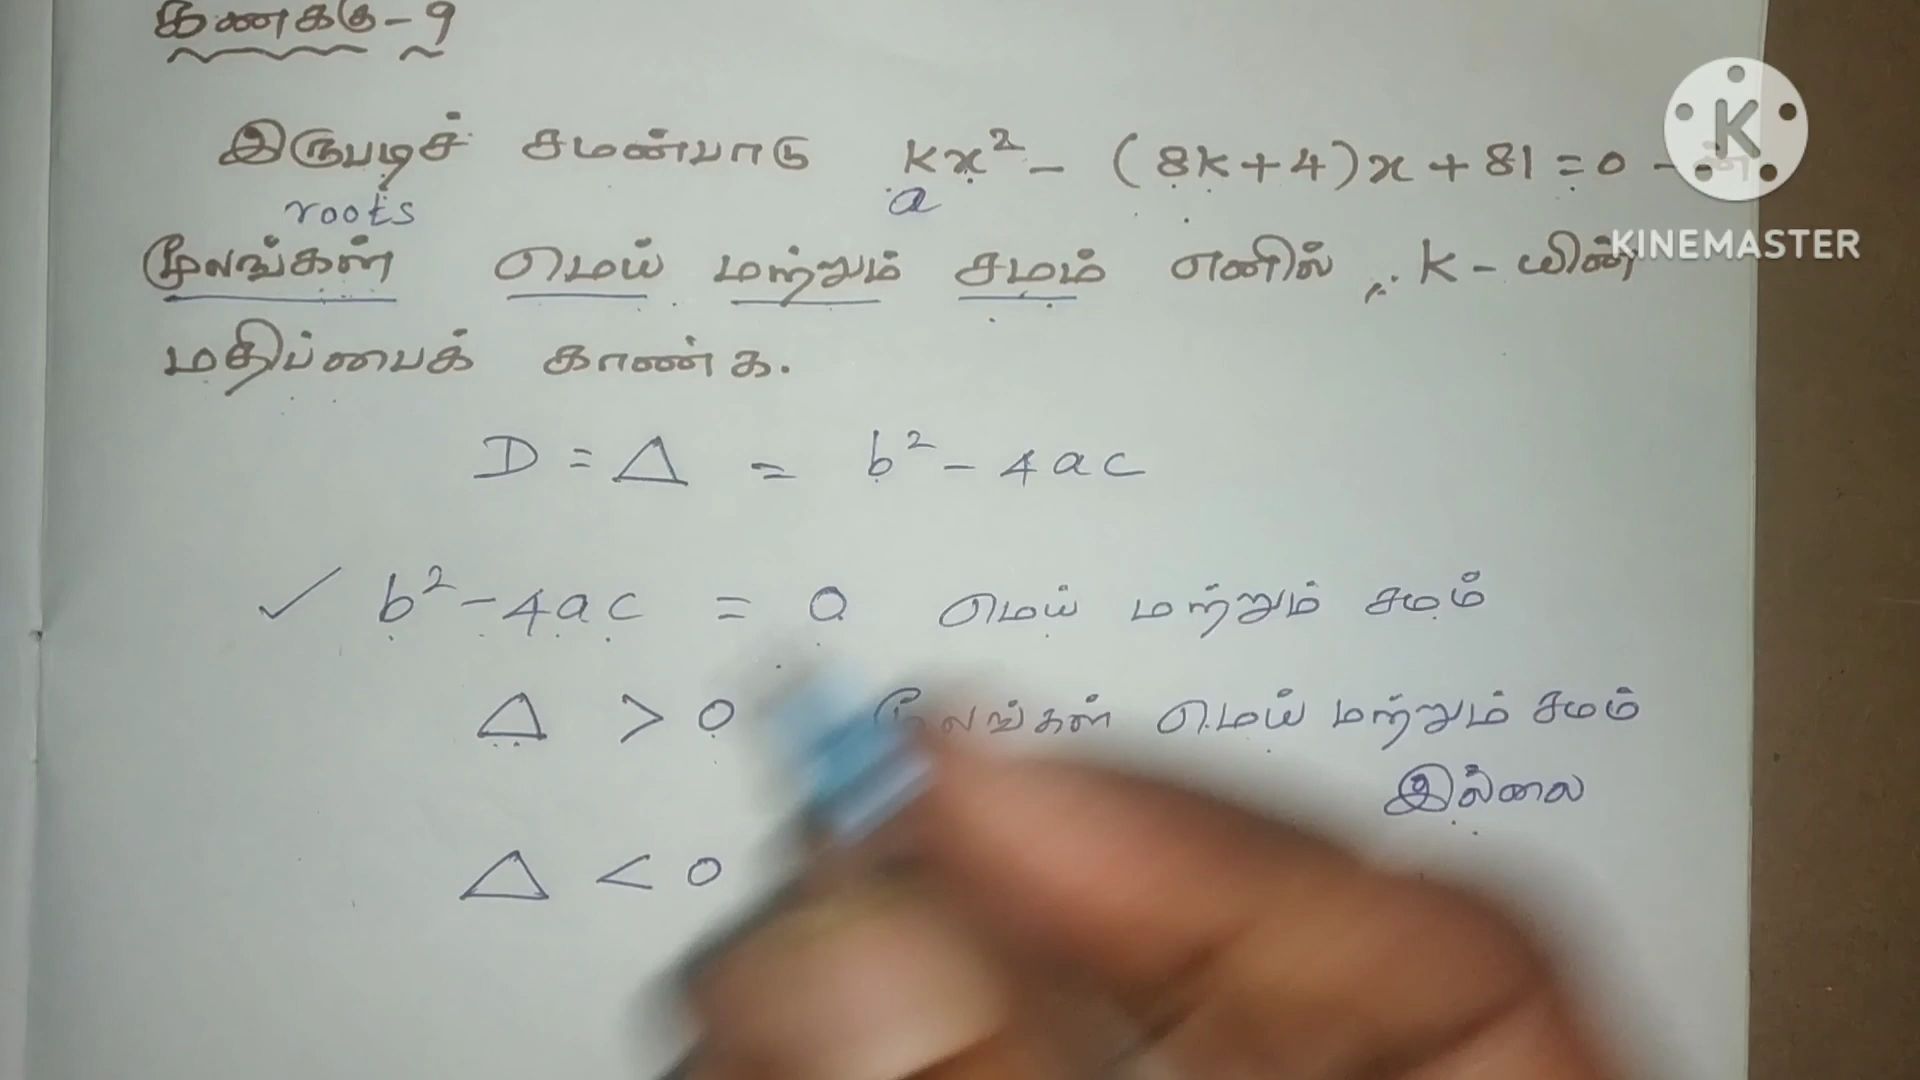 கணக்கு - 9
இருபடிச் சமன்பாடு kx² - (8k+4)x + 81 = 0 -
a
roots
மூலங்கள் மெய் மற்றும் சமம் எனில், k - யின்
மதிப்பைக் காண்க.
D = Δ = b² - 4ac
✓ b² - 4ac = 0 மெய் மற்றும் சமம்
Δ > 0 மூலங்கள் மெய் மற்றும் சமம்
இல்லை
Δ < 0
K
KINEMASTER